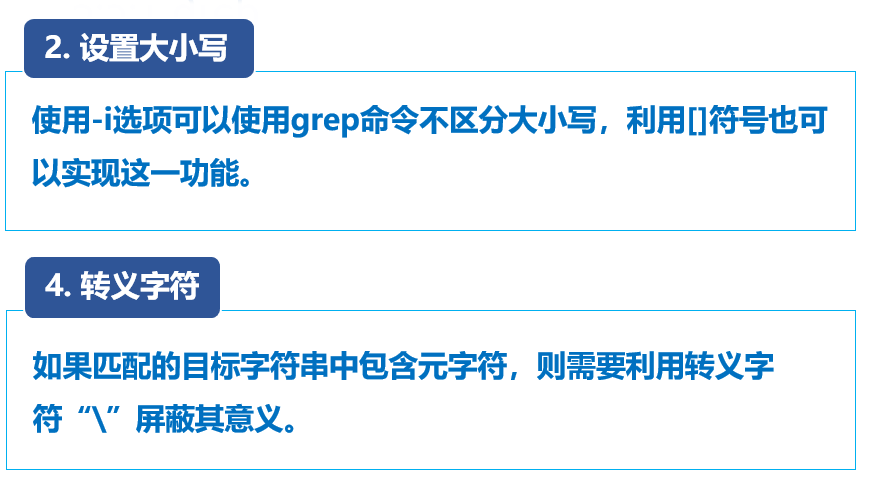 2. 设置大小写
使用-i选项可以使用grep命令不区分大小写，利用[]符号也可
以实现这一功能。
4. 转义字符
如果匹配的目标字符串中包含元字符，则需要利用转义字
符“\”屏蔽其意义。